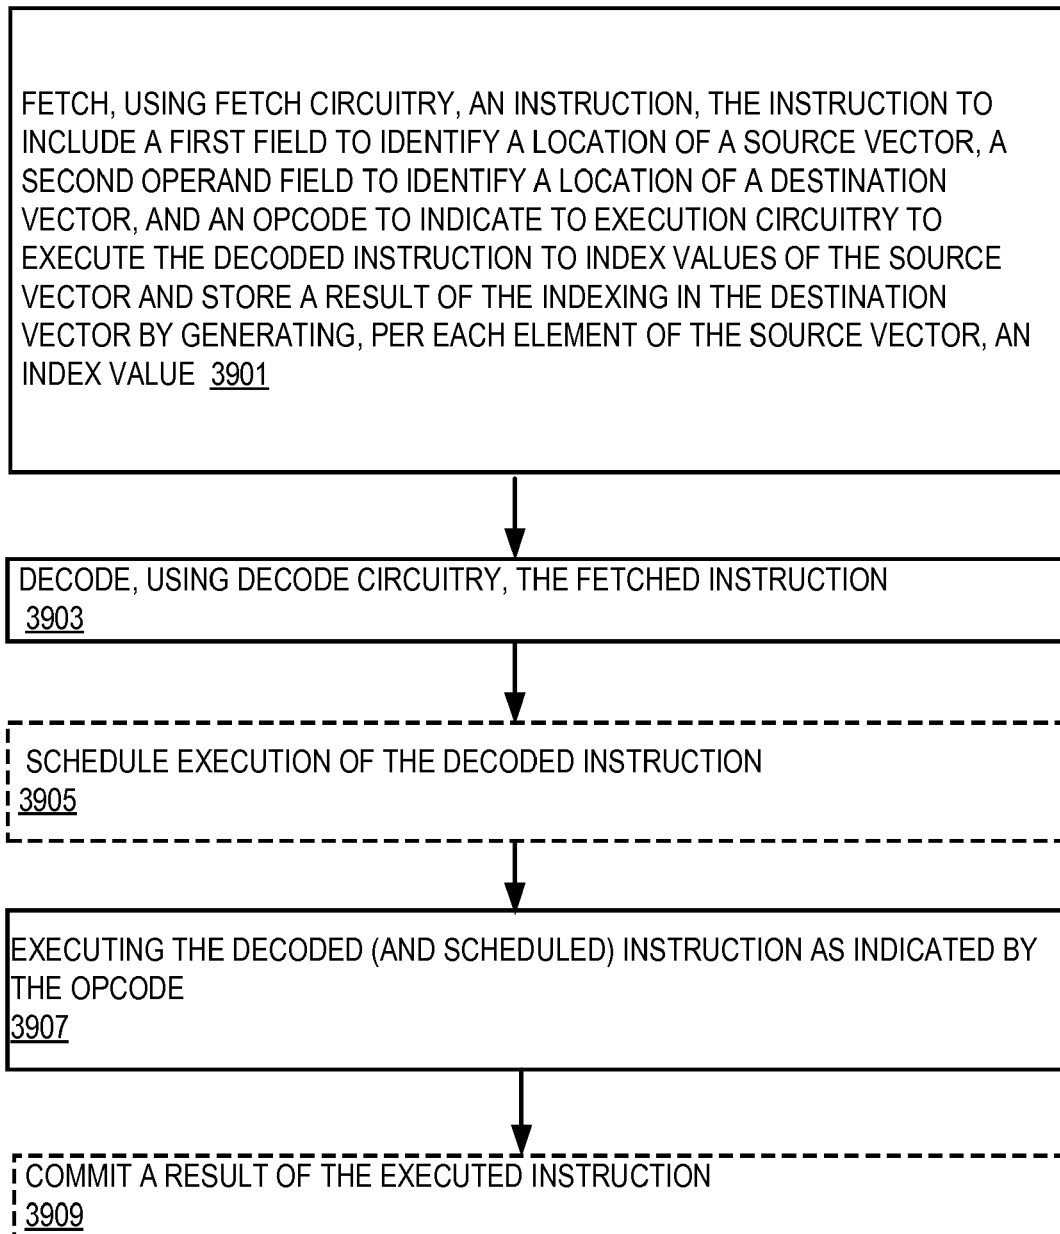 FETCH, USING FETCH CIRCUITRY, AN INSTRUCTION, THE INSTRUCTION TO
INCLUDE A FIRST FIELD TO IDENTIFY A LOCATION OF A SOURCE VECTOR, A
SECOND OPERAND FIELD TO IDENTIFY A LOCATION OF A DESTINATION
VECTOR, AND AN OPCODE TO INDICATE TO EXECUTION CIRCUITRY TO
EXECUTE THE DECODED INSTRUCTION TO INDEX VALUES OF THE SOURCE
VECTOR AND STORE A RESULT OF THE INDEXING IN THE DESTINATION
VECTOR BY GENERATING, PER EACH ELEMENT OF THE SOURCE VECTOR, AN
INDEX VALUE 3901
DECODE, USING DECODE CIRCUITRY, THE FETCHED INSTRUCTION
3903
SCHEDULE EXECUTION OF THE DECODED INSTRUCTION
3905
EXECUTING THE DECODED (AND SCHEDULED) INSTRUCTION AS INDICATED BY
THE OPCODE
3907
COMMIT A RESULT OF THE EXECUTED INSTRUCTION
3909